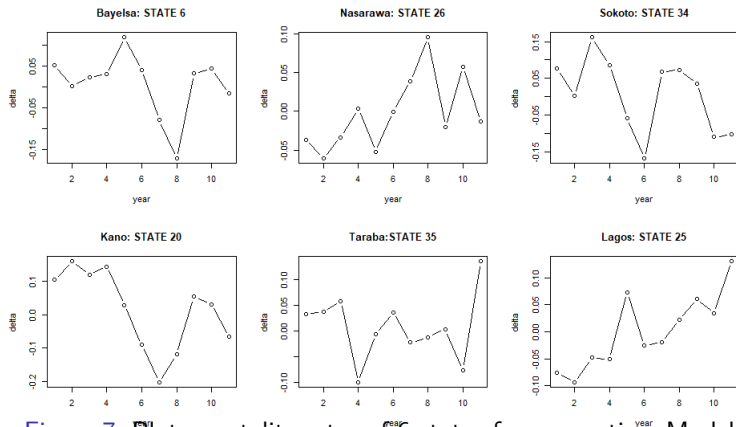 Bayelsa: STATE 6
Nasarawa: STATE 26
Sokoto: STATE 34
delta
0.05
-0.05
-0.15
2 4 6 8 10
year
delta
0.10
0.05
0.00
-0.05
2 4 6 8 10
year
delta
0.15
0.05
-0.05
-0.15
2 4 6 8 10
year
Kano: STATE 20
Taraba:STATE 35
Lagos: STATE 25
delta
0.1
0.0
-0.1
-0.2
2 4 6 8 10
year
delta
0.10
0.05
0.00
-0.10
2 4 6 8 10
year
delta
0.10
0.05
0.00
-0.05
-0.10
2 4 6 8 10
year